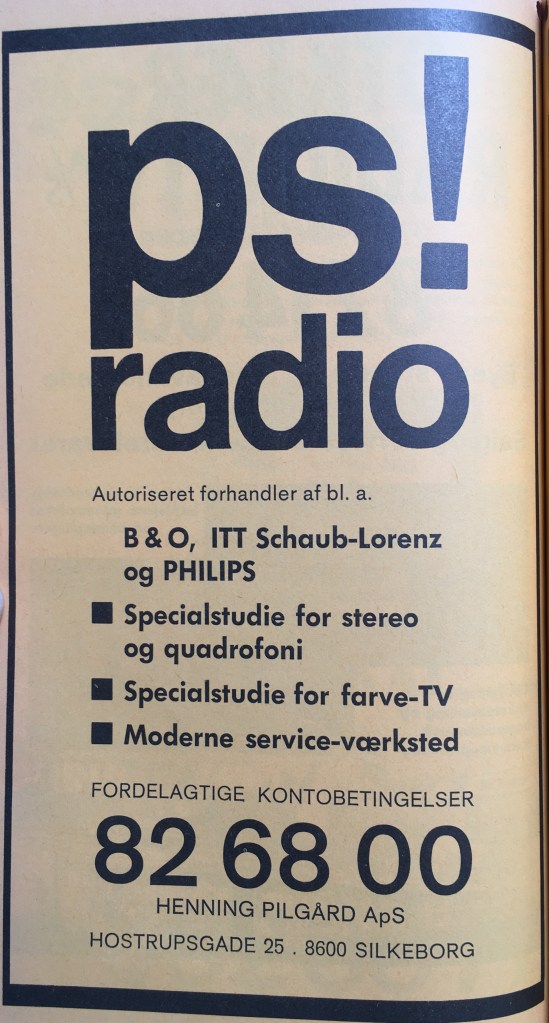 ps!
radio
Autoriseret forhandler af bl. a.
B & O, ITT Schaub-Lorenz
og PHILIPS
■ Specialstudie for stereo
og quadrofoni
■ Specialstudie for farve-TV
■ Moderne service-værksted
FORDELAGTIGE KONTOBETINGELSER
82 68 00
HENNING PILGÅRD ApS
HOSTRUPSGADE 25 . 8600 SILKEBORG